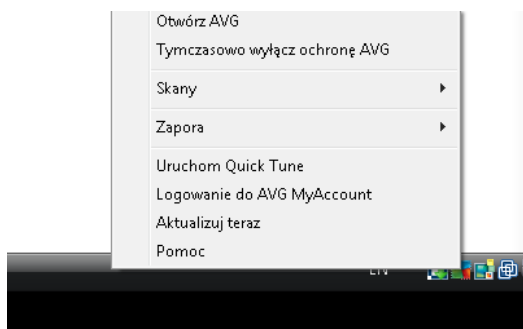 Otwórz AVG
Tymczasowo wyłącz ochronę AVG
Skany
Zapora
Uruchom Quick Tune
Logowanie do AVG MyAccount
Aktualizuj teraz
Pomoc